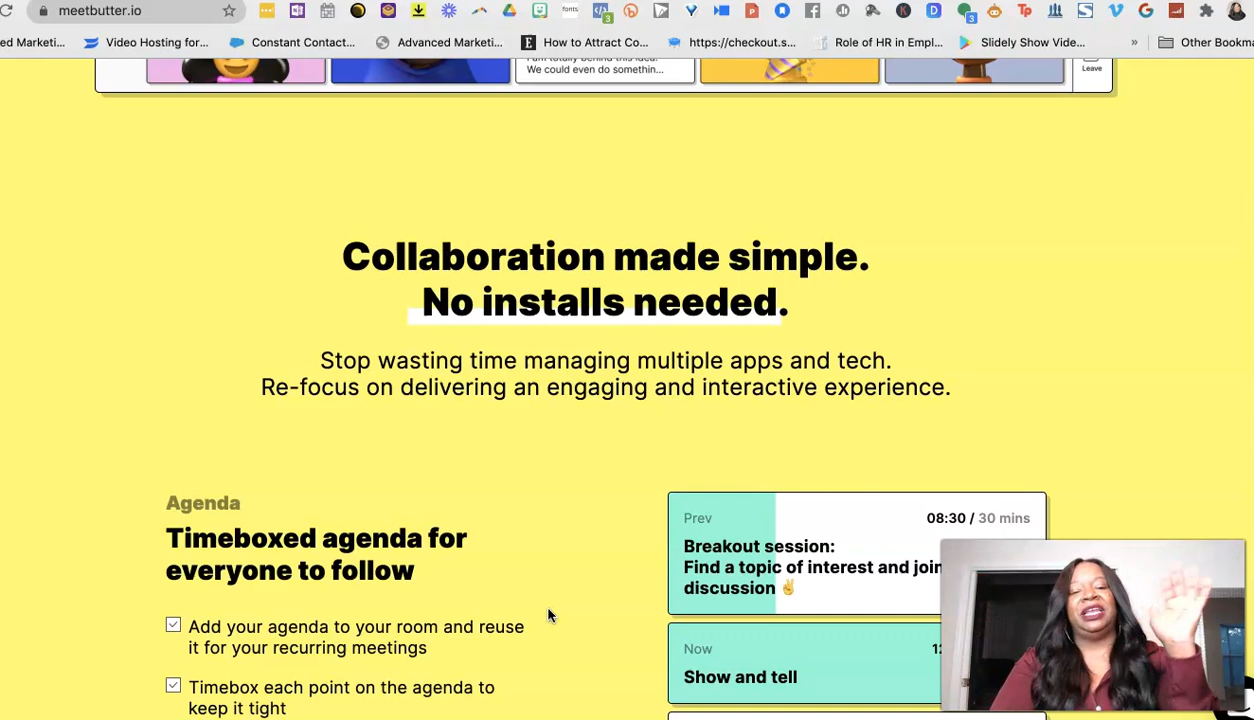 meetbutter.io
3
3
ed Marketi...
Video Hosting for...
Constant Contact...
Advanced Marketi...
How to Attract Co...
https://checkout.s...
Role of HR in Empl...
Slidely Show Vide...
»
Other Bookma
We could even do somethin...
Leave
Collaboration made simple.
No installs needed.
Stop wasting time managing multiple apps and tech.
Re-focus on delivering an engaging and interactive experience.
Agenda
Timeboxed agenda for
everyone to follow
Add your agenda to your room and reuse
it for your recurring meetings
Timebox each point on the agenda to
keep it tight
Prev
08:30 / 30 mins
Breakout session:
Find a topic of interest and join
discussion ✌
Now
12
Show and tell